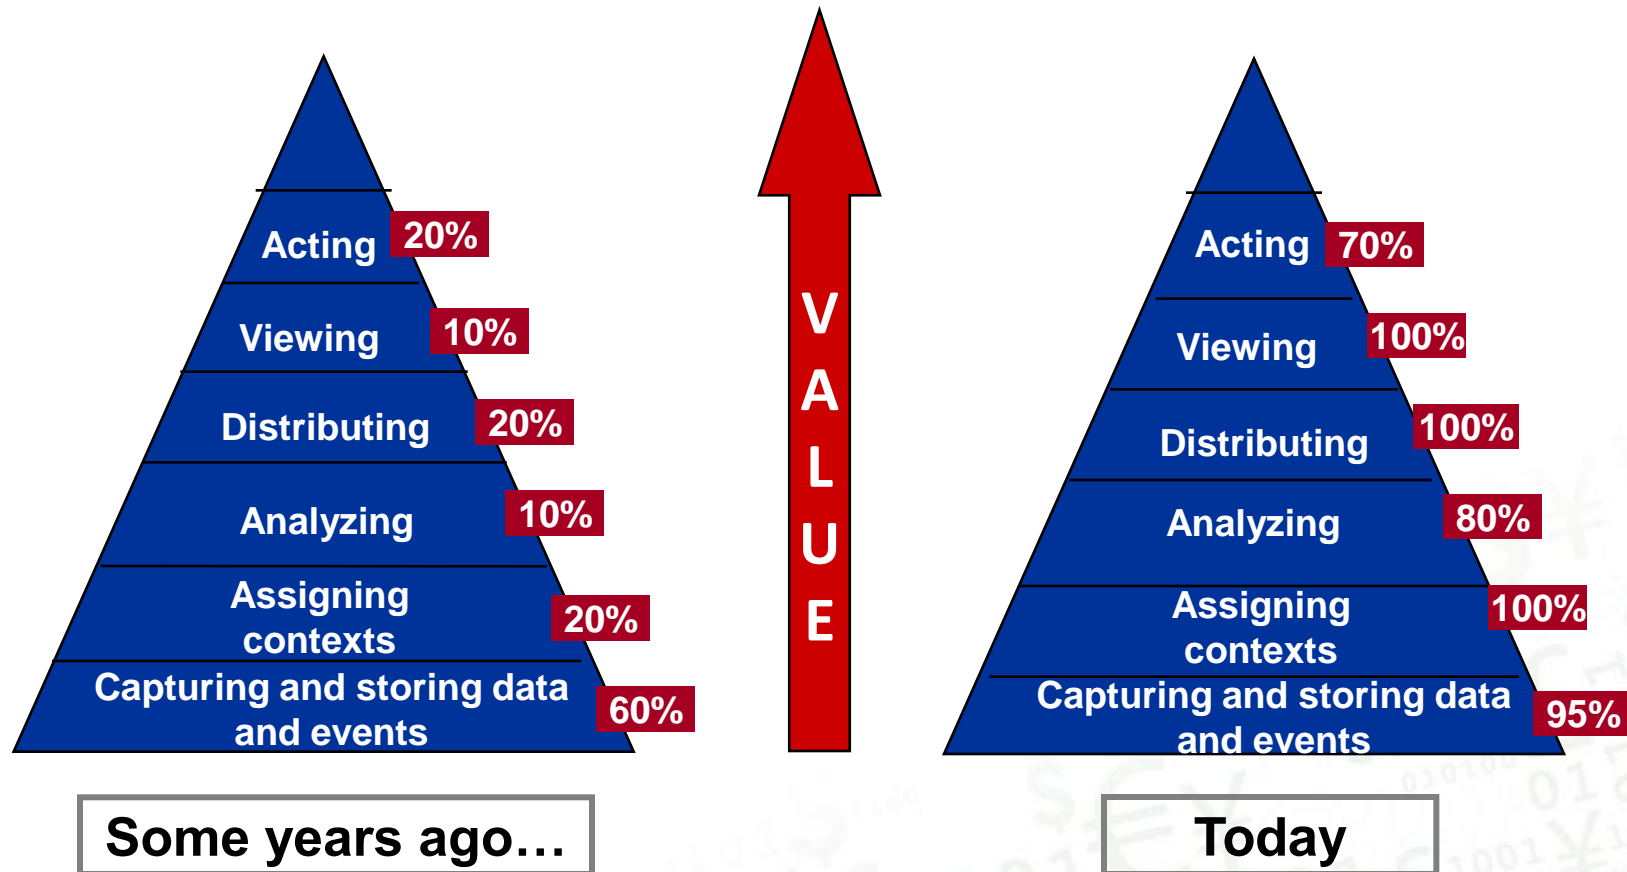 Acting 20%
Viewing 10%
Distributing 20%
Analyzing 10%
Assigning
contexts
20%
Capturing and storing data
and events
60%
Some years ago…
V
A
L
U
E
Acting 70%
Viewing 100%
Distributing 100%
Analyzing 80%
Assigning
contexts
100%
Capturing and storing data
and events
95%
Today